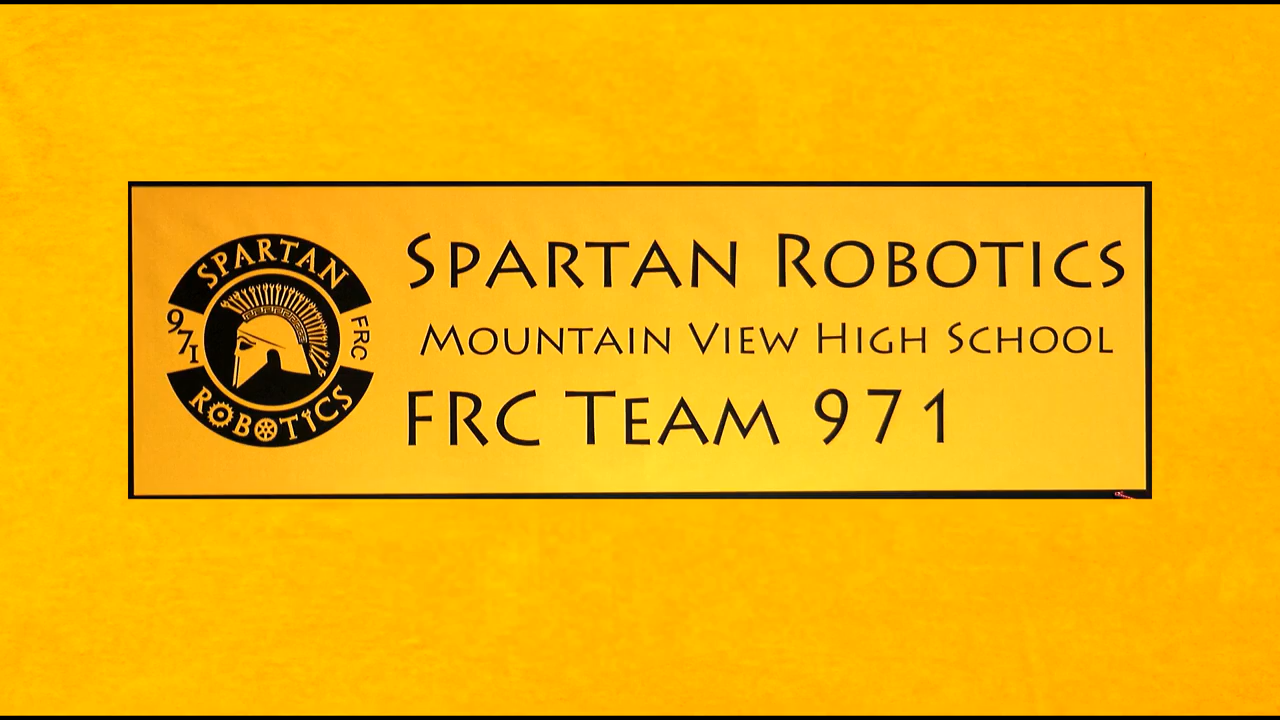 SPARTAN
971
FRC
ROBOTICS
SPARTAN ROBOTICS
MOUNTAIN VIEW HIGH SCHOOL
FRC TEAM 971